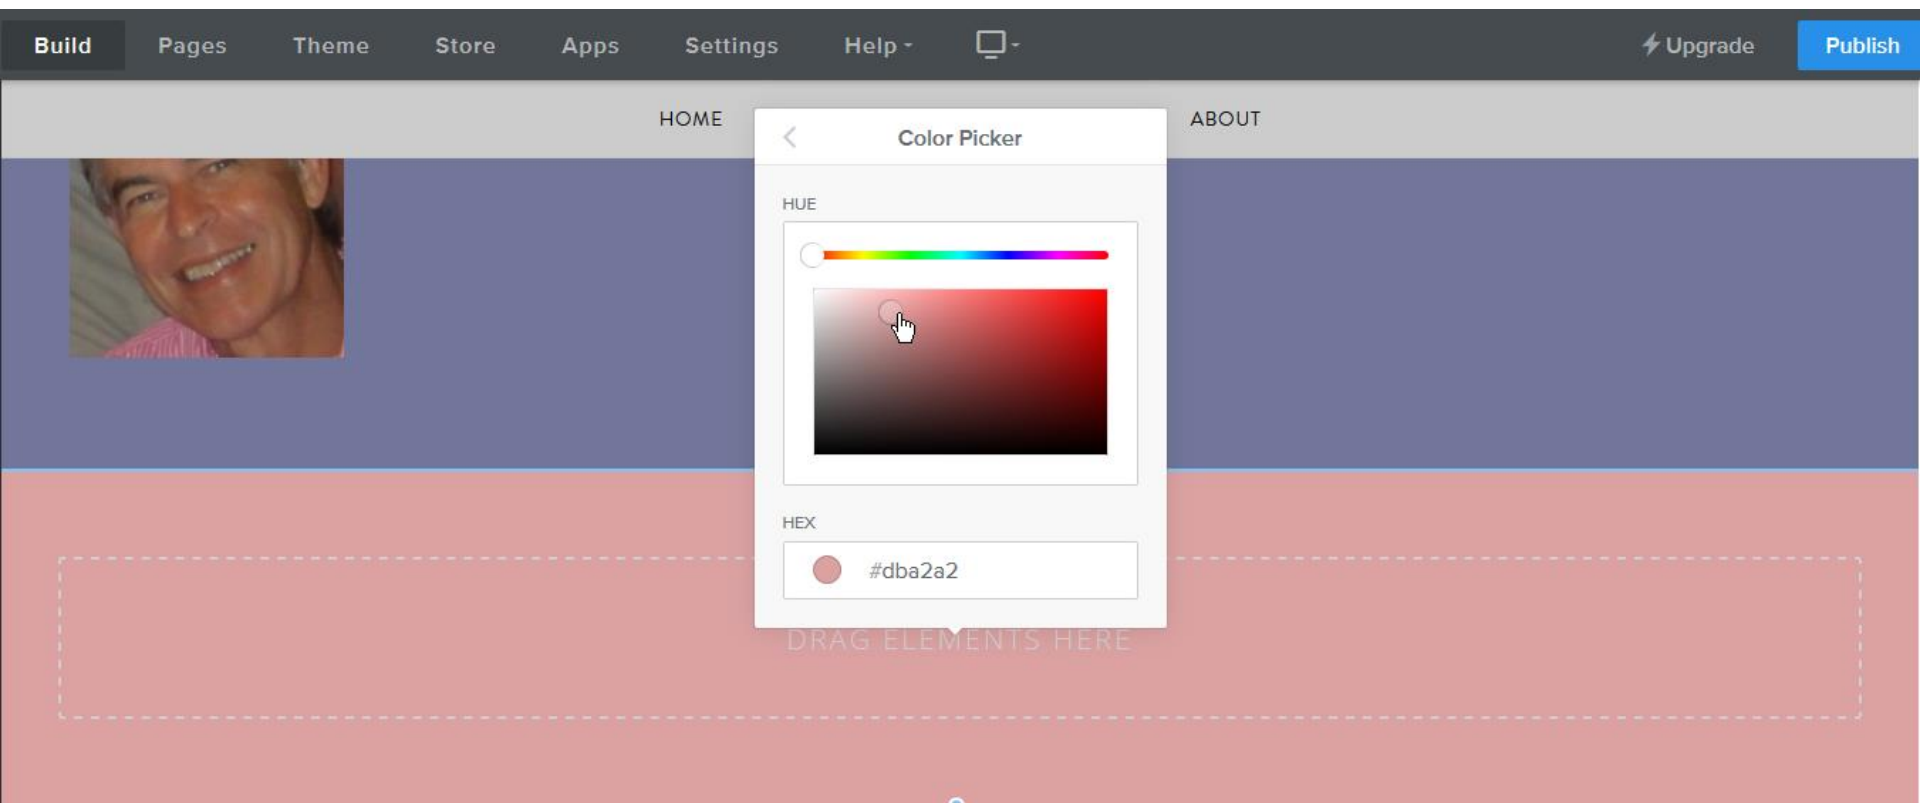 Build Pages Theme Store Apps Settings Help Upgrade Publish
HOME ABOUT
Color Picker
HUE
HEX
#dba2a2
DRAG ELEMENTS HERE